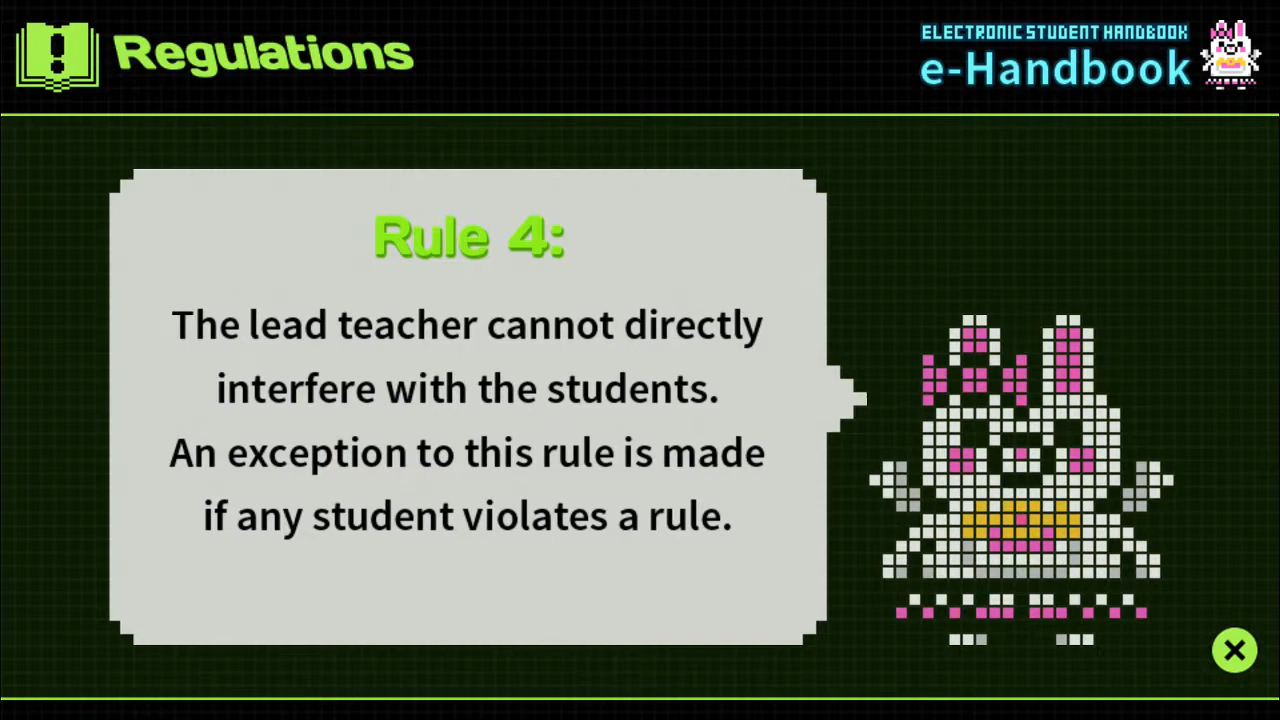 Regulations
ELECTRONIC STUDENT HANDBOOK
e-Handbook
Rule 4:
The lead teacher cannot directly
interfere with the students.
An exception to this rule is made
if any student violates a rule.